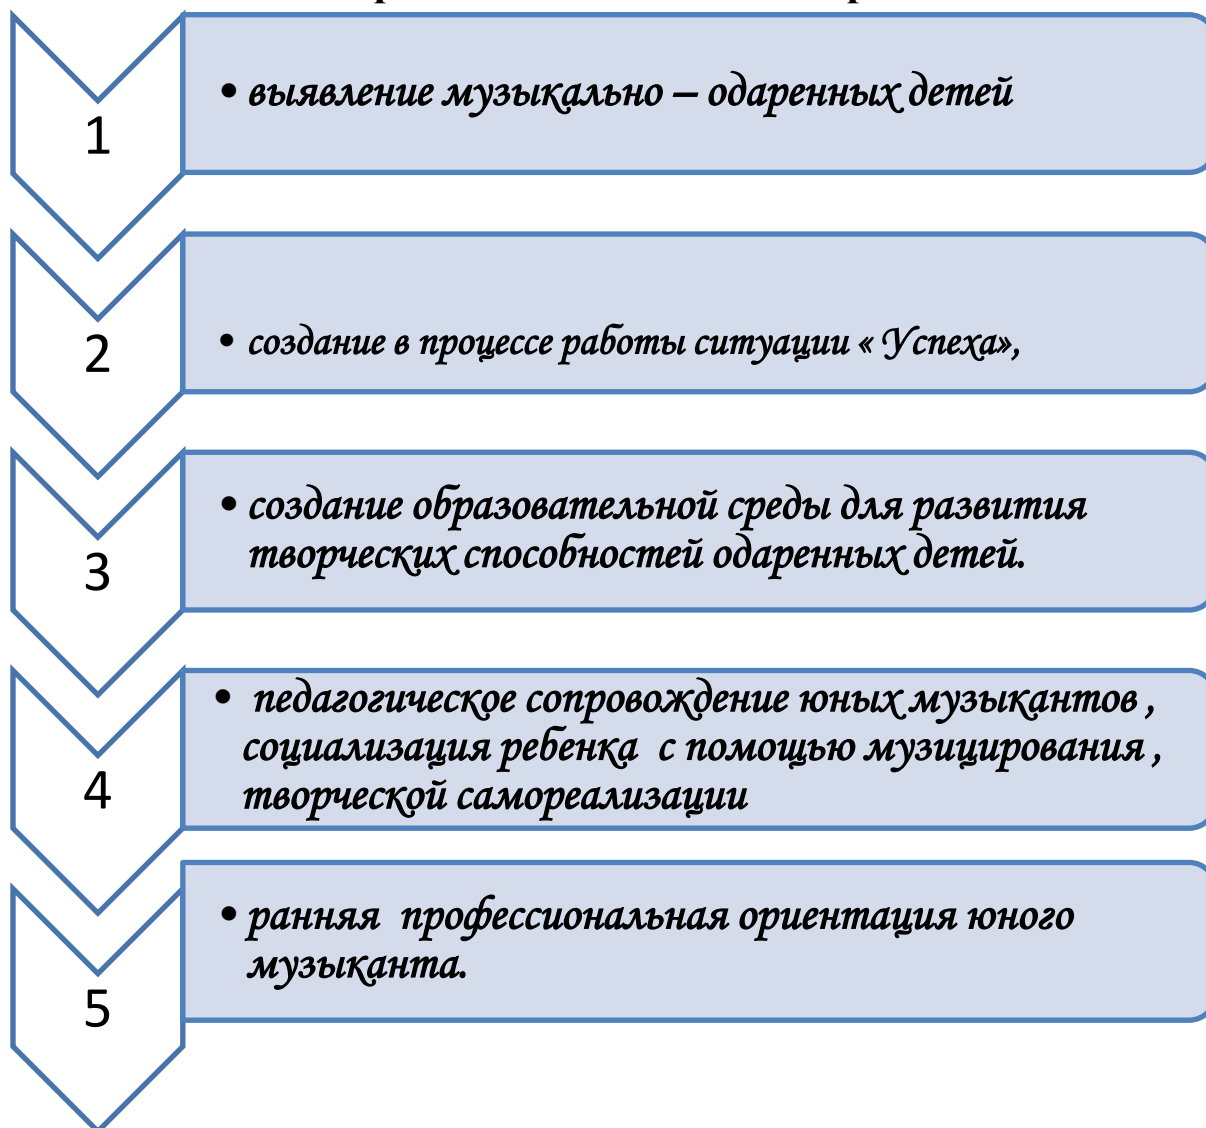 1
• выявление музыкально – одаренных детей
2
• создание в процессе работы ситуации « Успеха»,
3
• создание образовательной среды для развития
творческих способностей одаренных детей.
4
• педагогическое сопровождение юных музыкантов ,
социализация ребенка с помощью музицирования ,
творческой самореализации
5
• ранняя профессиональная ориентация юного
музыканта.